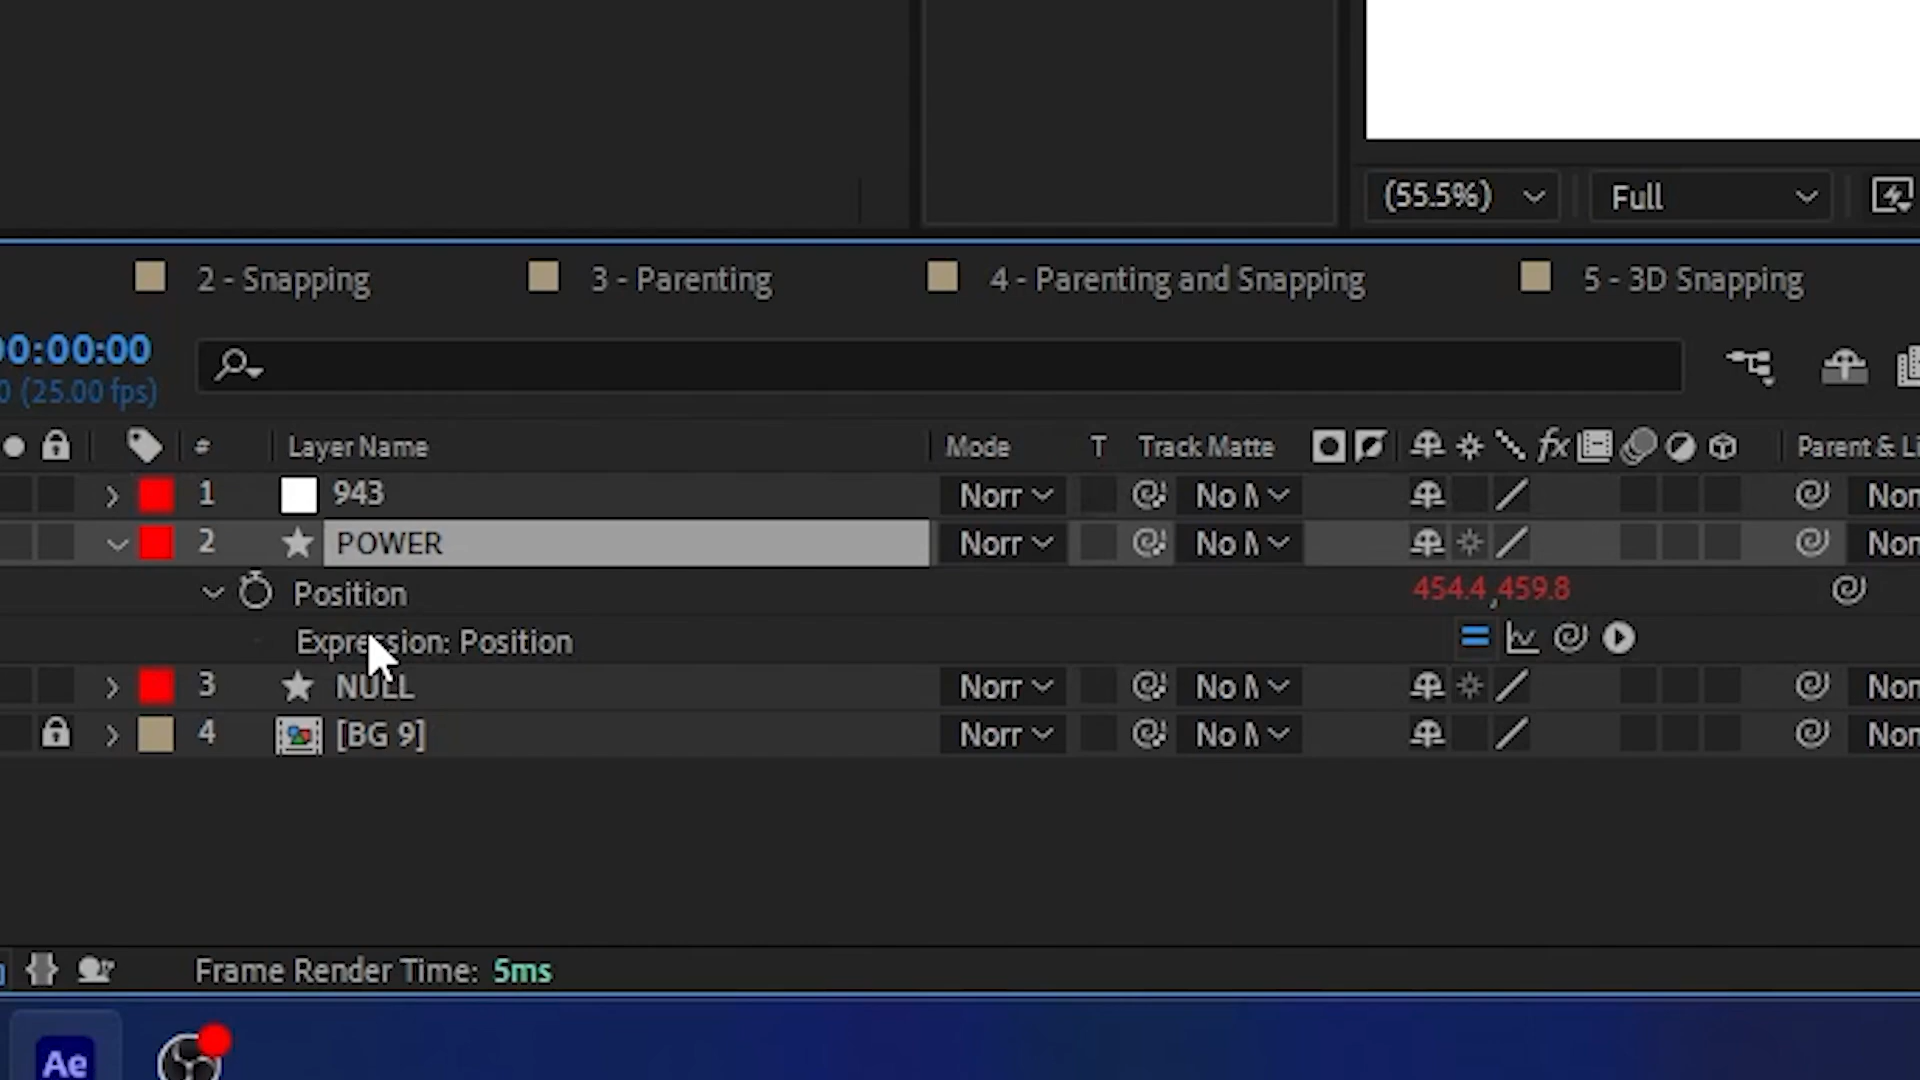 (55.5%) Full
2 - Snapping 3 - Parenting 4 - Parenting and Snapping 5 - 3D Snapping
00:00:00
0 (25.00 fps)
# Layer Name Mode T Track Matte fx Parent & Li
1 943 Norr No M Non
2 POWER Norr No M Non
Position 454.4,459.8
Expression: Position
3 NULL Norr No M Non
4 [BG 9] Norr No M Non
Frame Render Time: 5ms
Ae